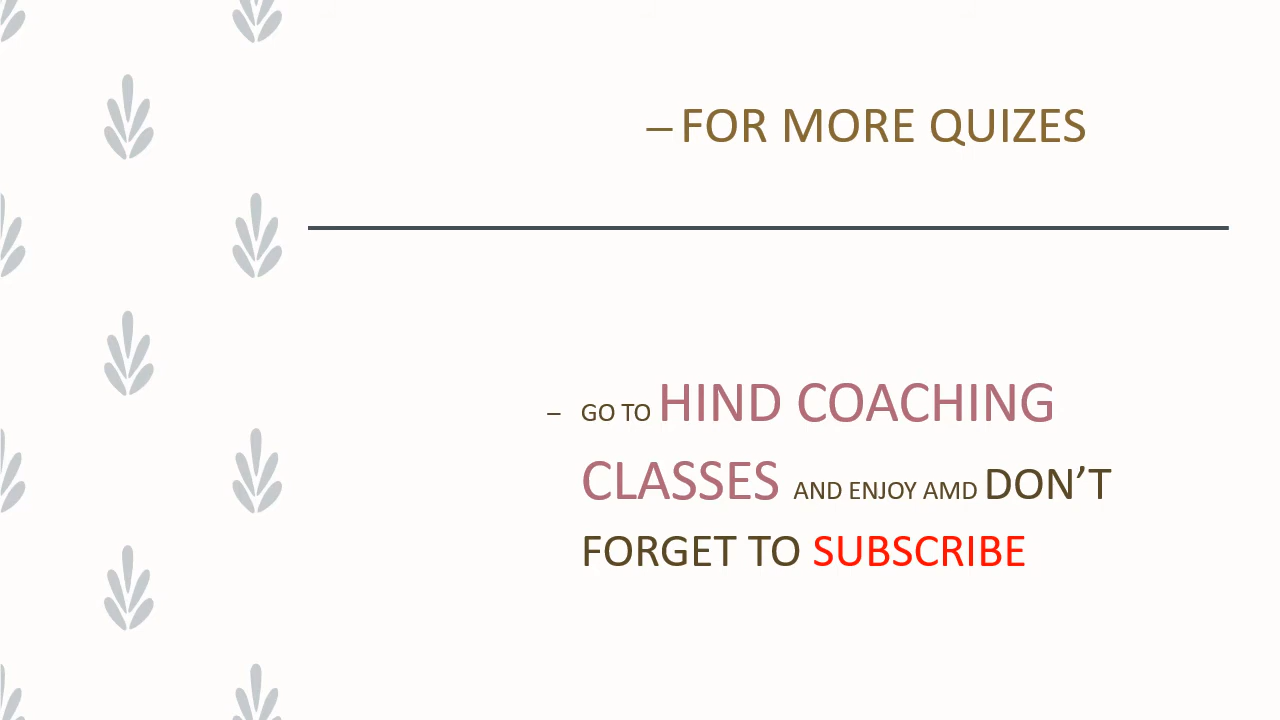 – FOR MORE QUIZES
– GO TO HIND COACHING
CLASSES AND ENJOY AMD DON’T
FORGET TO SUBSCRIBE